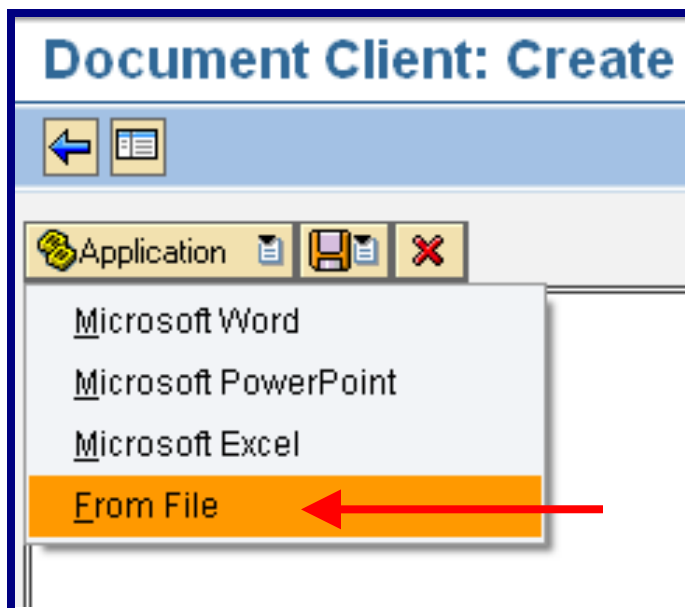 Document Client: Create
Application
Microsoft Word
Microsoft PowerPoint
Microsoft Excel
From File